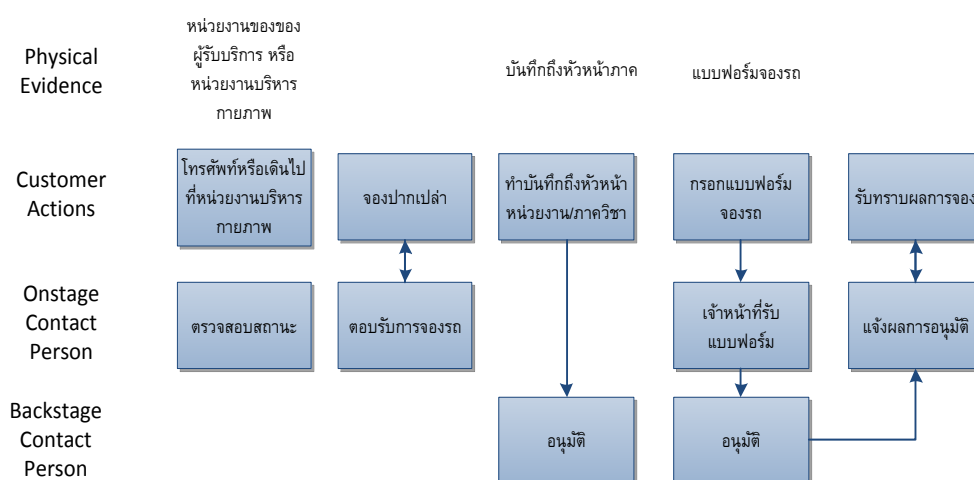 Physical
Evidence
หน่วยงานของของ
ผู้รับบริการ หรือ
หน่วยงานบริหาร
กายภาพ
บันทึกถึงหัวหน้าภาค
แบบฟอร์มจองรถ
Customer
Actions
โทรศัพท์หรือเดินไป
ที่หน่วยงานบริหาร
กายภาพ
จองปากเปล่า
ทำบันทึกถึงหัวหน้า
หน่วยงาน/ภาควิชา
กรอกแบบฟอร์ม
จองรถ
รับทราบผลการจอง
Onstage
Contact
Person
ตรวจสอบสถานะ
ตอบรับการจองรถ
เจ้าหน้าที่รับ
แบบฟอร์ม
แจ้งผลการอนุมัติ
Backstage
Contact
Person
อนุมัติ
อนุมัติ